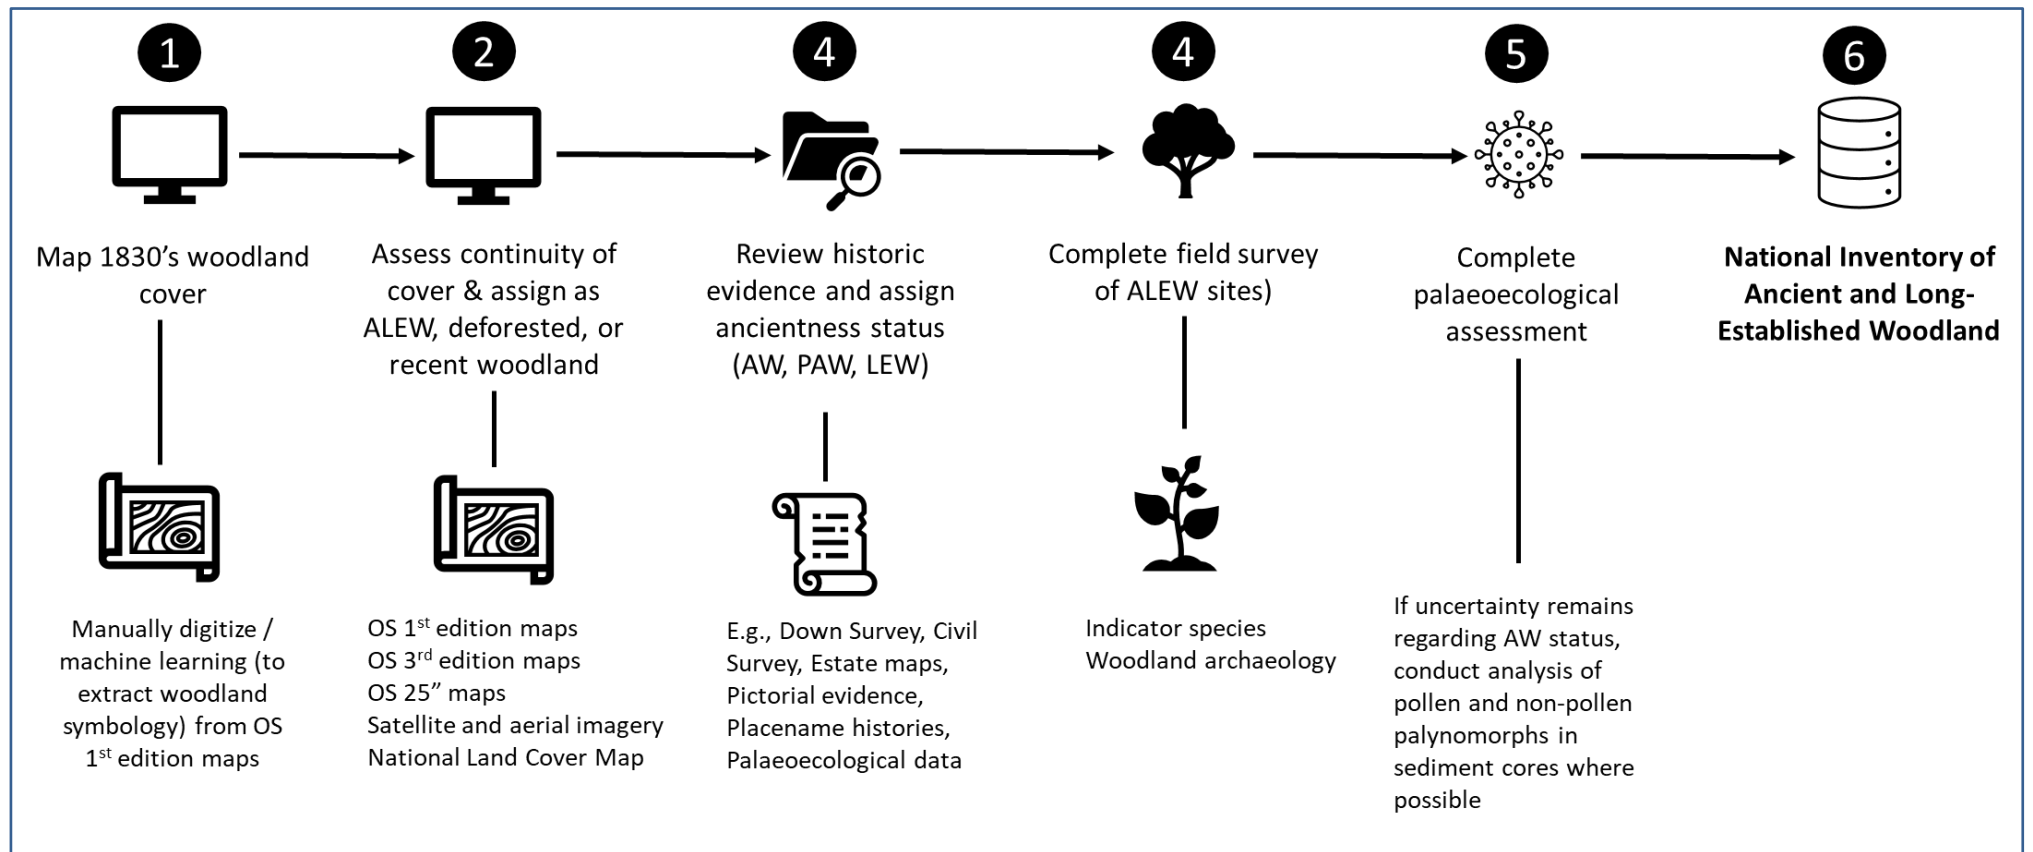 1
2
4
4
5
6
Map 1830's woodland
cover
Assess continuity of
cover & assign as
ALEW, deforested, or
recent woodland
Review historic
evidence and assign
ancientness status
(AW, PAW, LEW)
Complete field survey
of ALEW sites)
Complete
palaeoecological
assessment
National Inventory of
Ancient and Long-
Established Woodland
Manually digitize /
machine learning (to
extract woodland
symbology) from OS
1st edition maps
OS 1st edition maps
OS 3rd edition maps
OS 25” maps
Satellite and aerial imagery
National Land Cover Map
E.g., Down Survey, Civil
Survey, Estate maps,
Pictorial evidence,
Placename histories,
Palaeoecological data
Indicator species
Woodland archaeology
If uncertainty remains
regarding AW status,
conduct analysis of
pollen and non-pollen
palynomorphs in
sediment cores where
possible